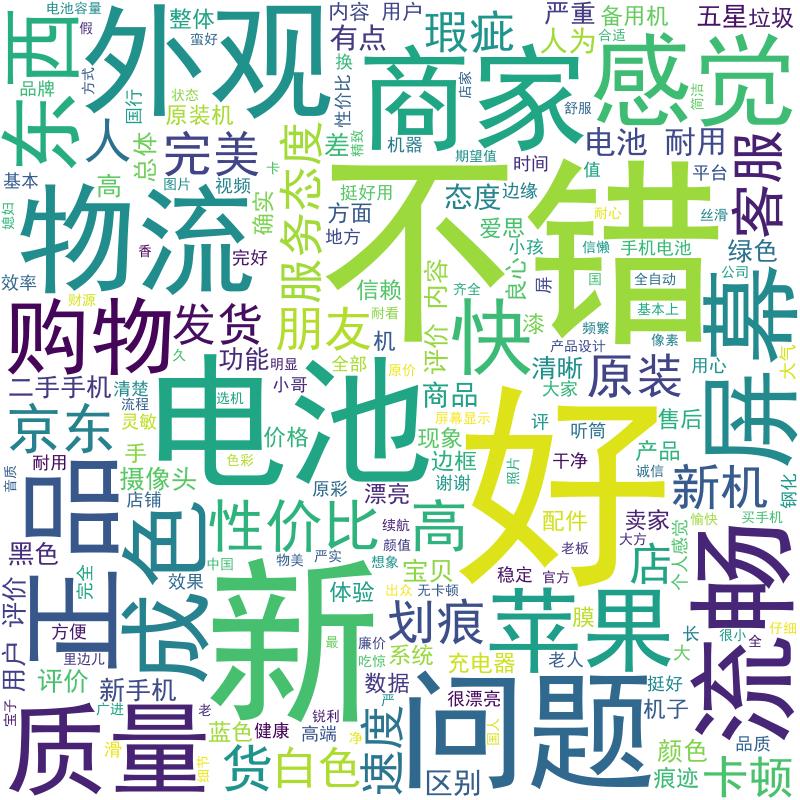 电池容量
假
整体
内容 用户
严重
五星
垃圾
东西
外观
有点
瑕疵
人为
备用机
合适
品牌
方式
蛮好
国行
换
性价比
店家
商家
感觉
简洁
状态
原装机
舒服
人
完美
差
精致
机器
电池 耐用
客服
总体
服务态度
期望值
时间
值
平台
基本
高
图片
视频
卡
挺好用
态度
边缘
耐心
丝滑
媳妇
物流
确实
方面
爱思
不错
香
完好
地方
小孩
信懒
手机电池
绿色
效率
信赖
内容
良心
屏
国
全自动
公司
屏幕
财源
耐看
齐全
基本上
购物
发货
朋友
快
漆
频繁
像素
久
功能
明显
机
评价
产品设计
大气
二手手机
清楚
小哥
全部
原价
商品
清晰
原装
用心
流程
选机
大家
京东
灵敏
电池
屏幕显示
好
评
听筒
售后
手
价格
现象
产品
音质
耐用
摄像头
色彩
边框
谢谢
照片
干净
诚信
钢化
店铺
原彩
漂亮
新机
正品
成色
性价比
续航
高
配件
卖家
愉快
买手机
颜值
老板
大方
个人感觉
流畅
黑色
中国
物美
严实
想象
完全
效果
新
体验
出众
无卡顿
宝贝
稳定
官方
店
用户 评价
方便
划痕
苹果
膜
长
很小
全
仔细
里边儿
最
廉价
吃惊
系统
充电器
老人
大
评价
新手机
数据
很漂亮
问题
挺好
机子
宝子
广进
老
锐利
严
质量
滑
蓝色
健康
高端
净
速度
国人
颜色
品质
细节
货
白色
区别
痕迹
卡顿